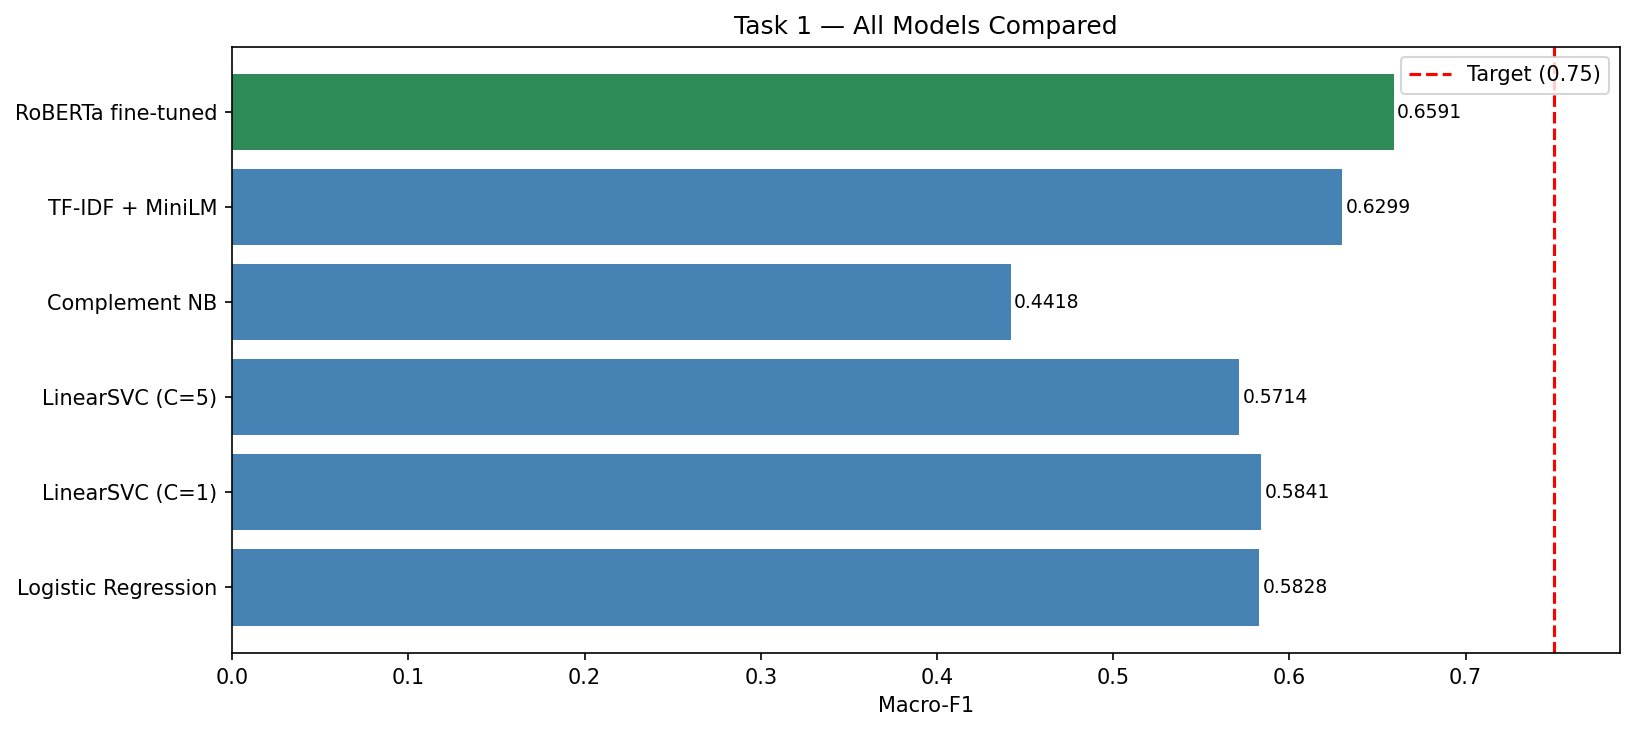 Task 1 — All Models Compared
Target (0.75)
RoBERTa fine-tuned
0.6591
TF-IDF + MiniLM
0.6299
Complement NB
0.4418
LinearSVC (C=5)
0.5714
LinearSVC (C=1)
0.5841
Logistic Regression
0.5828
0.0 0.1 0.2 0.3 0.4 0.5 0.6 0.7
Macro-F1